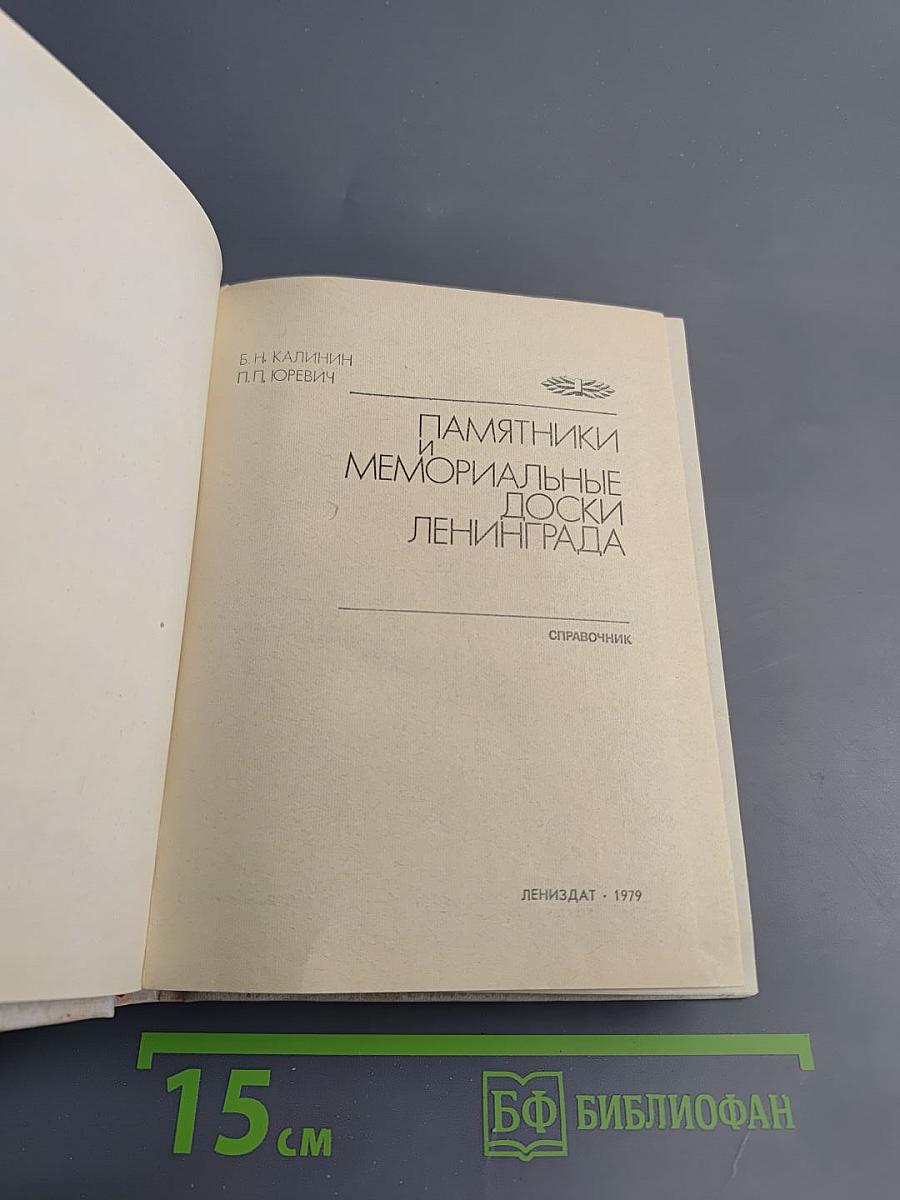 Б. Н. КАЛИНИН
П. П. ЮРЕВИЧ
ПАМЯТНИКИ
И
МЕМОРИАЛЬНЫЕ
ДОСКИ
ЛЕНИНГРАДА
СПРАВОЧНИК
ЛЕНИЗДАТ · 1979
15 СМ
БФ БИБЛИОФАН